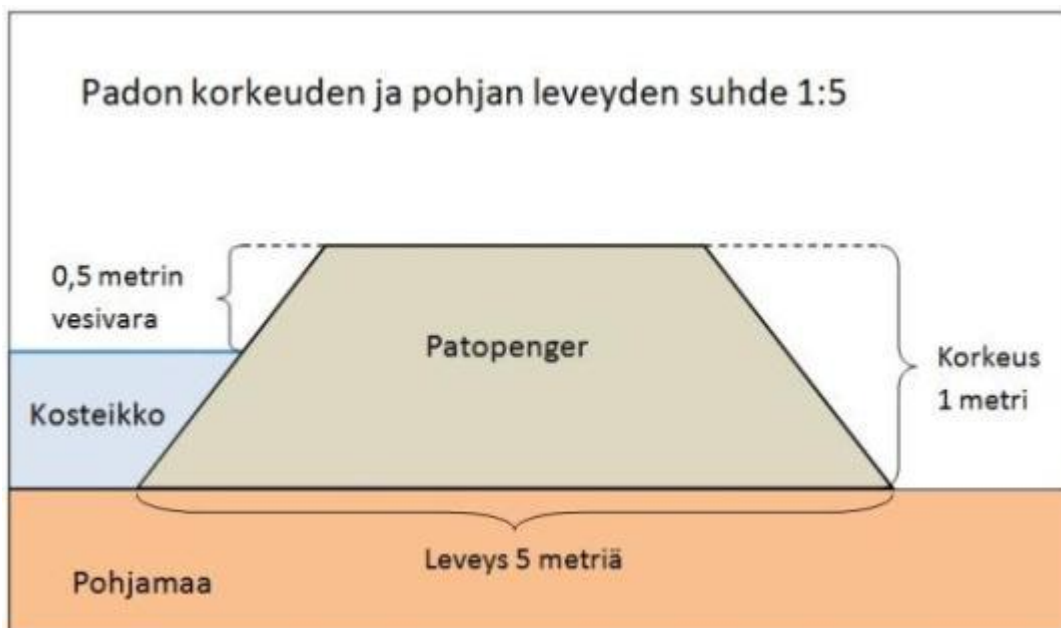 Padon korkeuden ja pohjan leveyden suhde 1:5
0,5 metrin
vesivara
Patopenger
Korkeus
1 metri
Kosteikko
Leveys 5 metriä
Pohjamaa